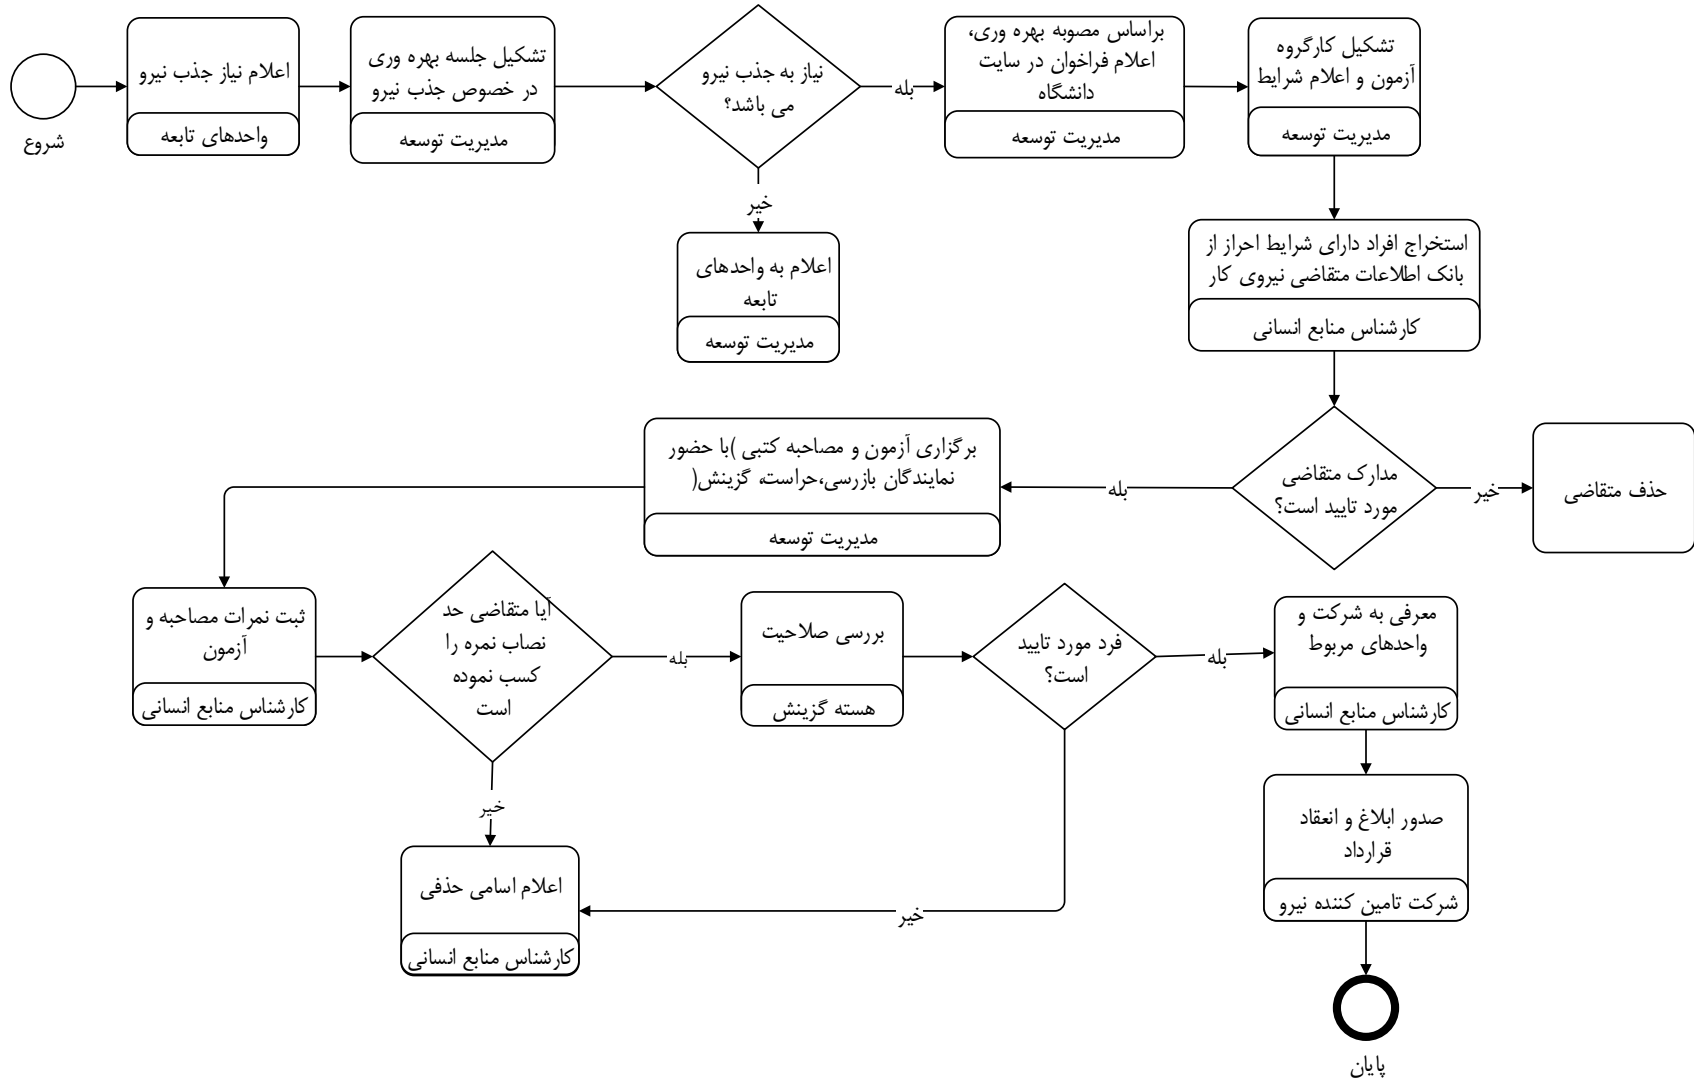 شروع
اعلام نیاز جذب نیرو
واحدهای تابعه
تشکیل جلسه بهره وری
در خصوص جذب نیرو
مدیریت توسعه
نیاز به جذب نیرو
می باشد؟
بله
خیر
اعلام به واحدهای
تابعه
مدیریت توسعه
براساس مصوبه بهره وری،
اعلام فراخوان در سایت
دانشگاه
مدیریت توسعه
تشکیل کارگروه
آزمون و اعلام شرایط
مدیریت توسعه
استخراج افراد دارای شرایط احراز از
بانک اطلاعات متقاضی نیروی کار
کارشناس منابع انسانی
مدارک متقاضی
مورد تایید است؟
خیر
حذف متقاضی
بله
برگزاری آزمون و مصاحبه کتبی )با حضور
نمایندگان بازرسی،حراست، گزینش(
مدیریت توسعه
ثبت نمرات مصاحبه و
آزمون
کارشناس منابع انسانی
آیا متقاضی حد
نصاب نمره را
کسب نموده
است
بله
خیر
بررسی صلاحیت
هسته گزینش
فرد مورد تایید
است؟
بله
خیر
اعلام اسامی حذفی
کارشناس منابع انسانی
معرفی به شرکت و
واحدهای مربوط
کارشناس منابع انسانی
صدور ابلاغ و انعقاد
قرارداد
شرکت تامین کننده نیرو
پایان